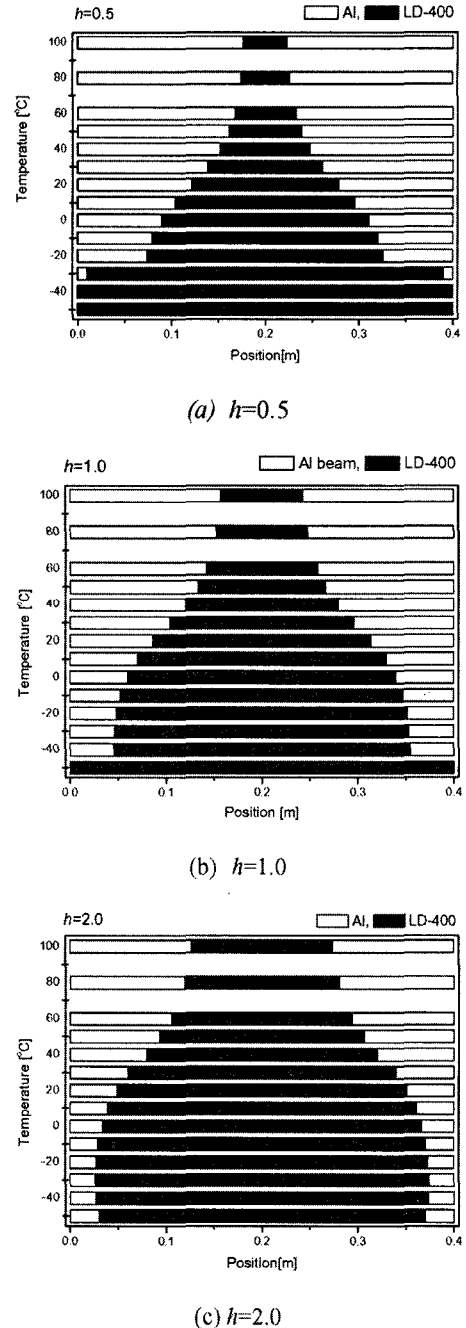 h=0.5
Al, LD-400
Temperature [°C]
100
80
60
40
20
0
-20
-40
0.0 0.1 0.2 0.3 0.4
Position[m]
(a) h=0.5
h=1.0
Al beam, LD-400
Temperature [°C]
100
80
60
40
20
0
-20
-40
0.0 0.1 0.2 0.3 0.4
Position [m]
(b) h=1.0
h=2.0
Al, LD-400
Temperature [°C]
100
80
60
40
20
0
-20
-40
0.0 0.1 0.2 0.3 0.4
Position[m]
(c) h=2.0